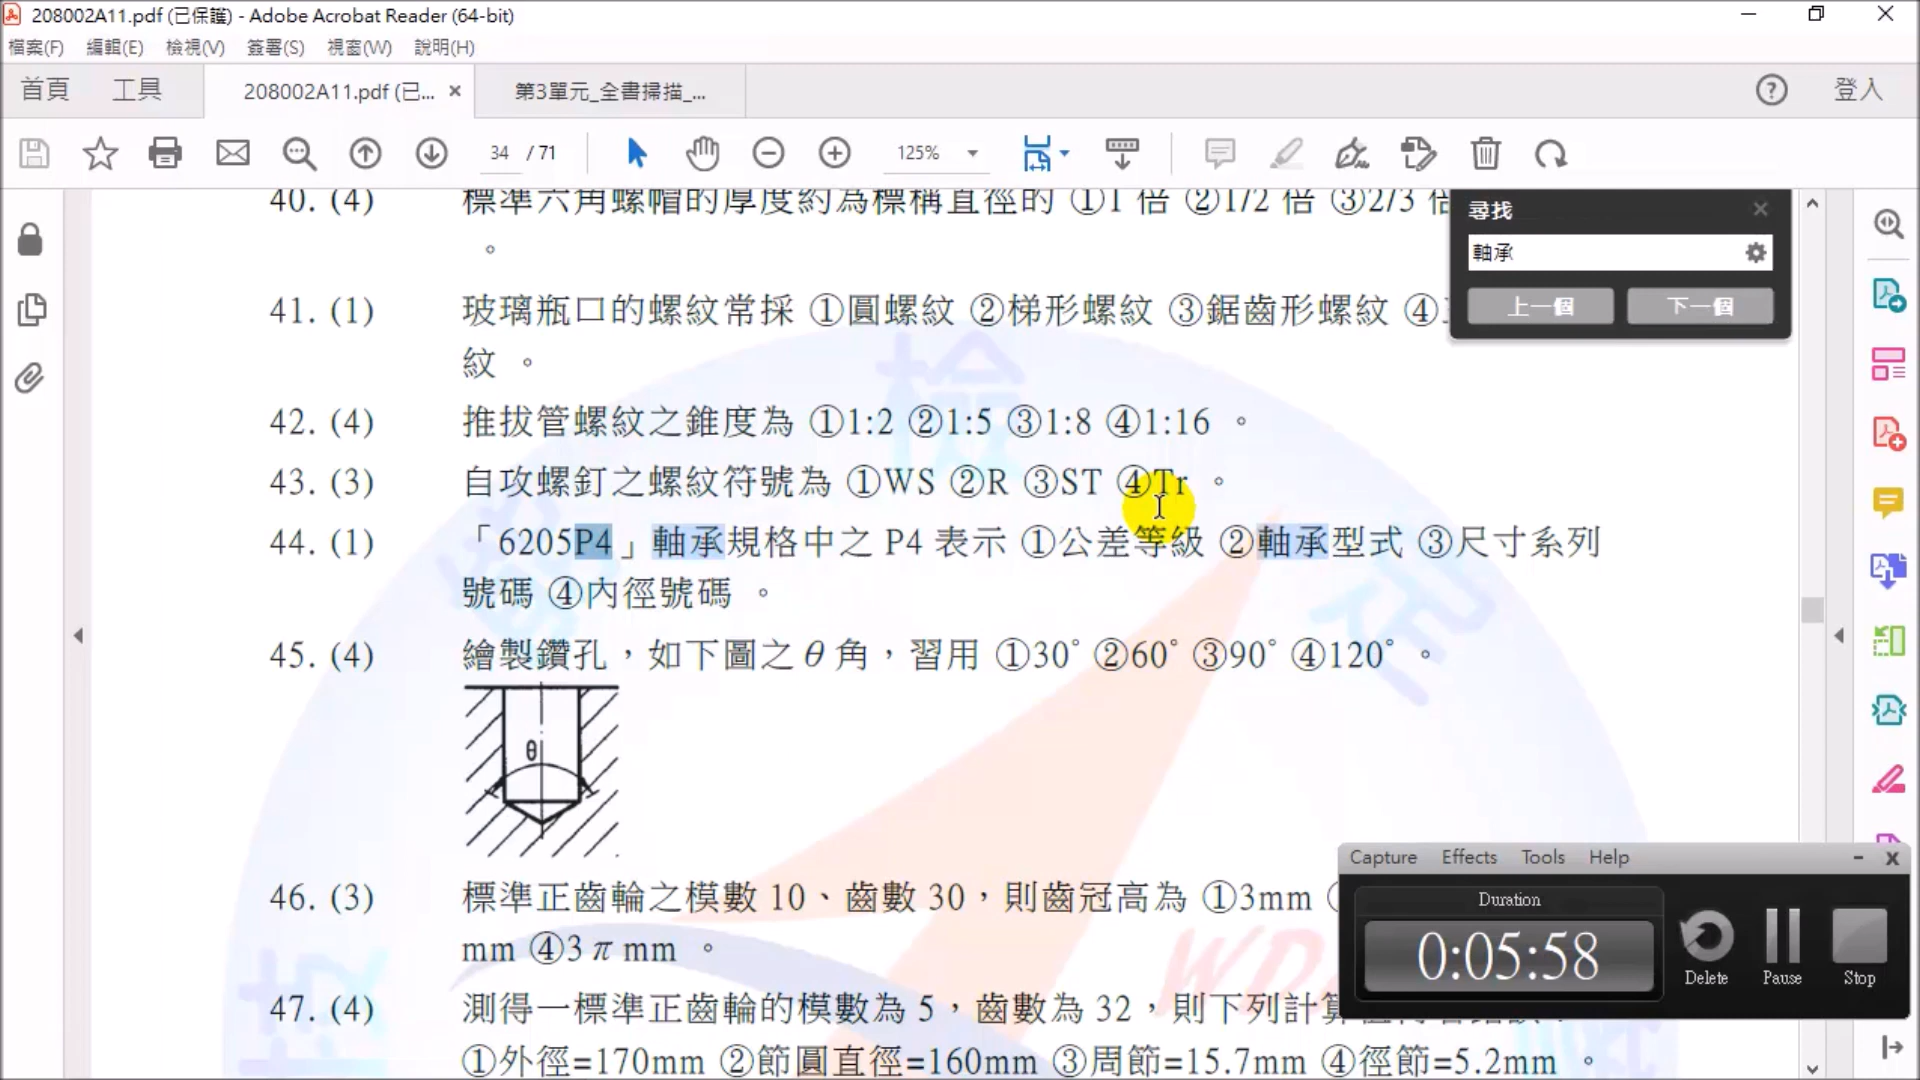 208002A11.pdf (已保護) - Adobe Acrobat Reader (64-bit)
檔案(F) 編輯(E) 檢視(V) 簽署(S) 視窗(W) 說明(H)
首頁 工具 208002A11.pdf (已... × 第3單元_全書掃描_... 登入
34 / 71 125%
40. (4) 標準六角螺帽的厚度約為標稱直徑的 ①1 倍 ②1/2 倍 ③2/3 倍
。
尋找
軸承
上一個 下一個
41. (1) 玻璃瓶口的螺紋常採 ①圓螺紋 ②梯形螺紋 ③鋸齒形螺紋 ④
紋 。
42. (4) 推拔管螺紋之錐度為 ①1:2 ②1:5 ③1:8 ④1:16 。
43. (3) 自攻螺釘之螺紋符號為 ①WS ②R ③ST ④Tr 。
44. (1) 「6205P4」軸承規格中之 P4 表示 ①公差等級 ②軸承型式 ③尺寸系列
號碼 ④內徑號碼 。
45. (4) 繪製鑽孔，如下圖之θ角，習用 ①30° ②60° ③90° ④120° 。
θ
46. (3) 標準正齒輪之模數 10、齒數 30，則齒冠高為 ①3mm
mm ④3πmm 。
47. (4) 測得一標準正齒輪的模數為 5，齒數為 32，則下列計算
①外徑=170mm ②節圓直徑=160mm ③周節=15.7mm ④徑節=5.2mm 。
Capture Effects Tools Help
Duration
0:05:58
Delete Pause Stop